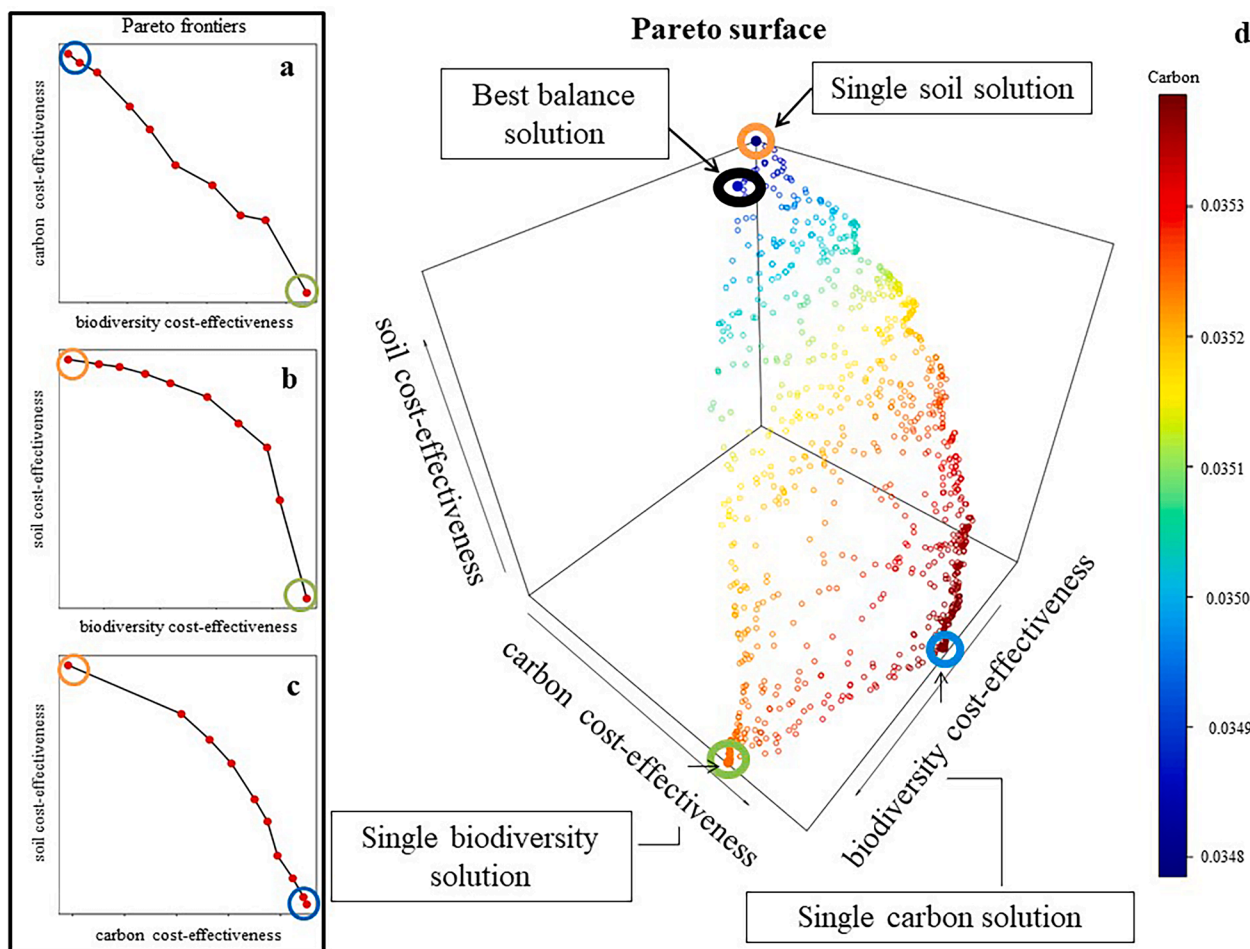 Pareto frontiers
a
carbon cost-effectiveness
biodiversity cost-effectiveness
b
soil cost-effectiveness
biodiversity cost-effectiveness
c
soil cost-effectiveness
carbon cost-effectiveness
Pareto surface
d
Best balance
solution
Single soil solution
soil cost-effectiveness
carbon cost-effectiveness
biodiversity cost-effectiveness
Single biodiversity
solution
Single carbon solution
Carbon
0.0353
0.0352
0.0351
0.0350
0.0349
0.0348